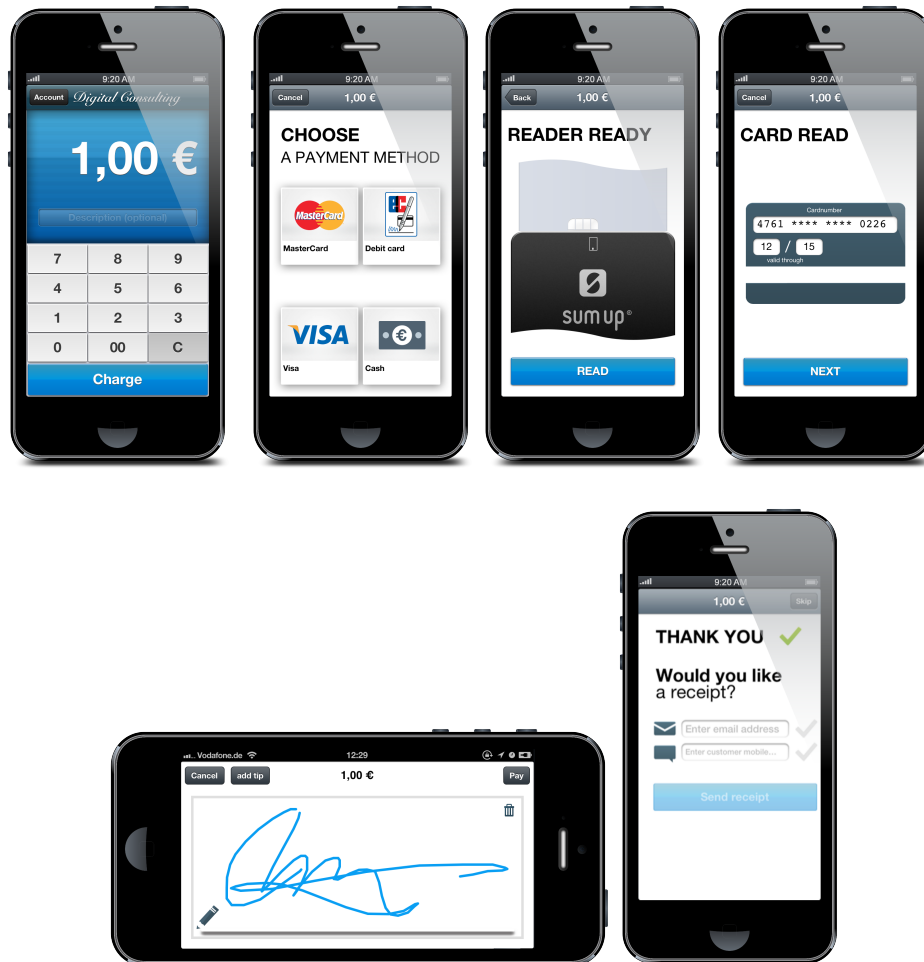 9:20 AM
Account Digital Consulting
1,00 €
Description (optional)
7 8 9
4 5 6
1 2 3
0 00 C
Charge
9:20 AM
Cancel 1,00 €
CHOOSE
A PAYMENT METHOD
MasterCard
ec
MasterCard Debit card
VISA
€
Visa Cash
9:20 AM
Back 1,00 €
READER READY
sumup®
READ
9:20 AM
Cancel 1,00 €
CARD READ
Cardnumber
4761 **** **** 0226
12 / 15
valid through
NEXT
Vodafone.de 12:29
Cancel add tip 1,00 € Pay
9:20 AM
1,00 € Skip
THANK YOU
Would you like
a receipt?
Enter email address
Enter customer mobile...
Send receipt